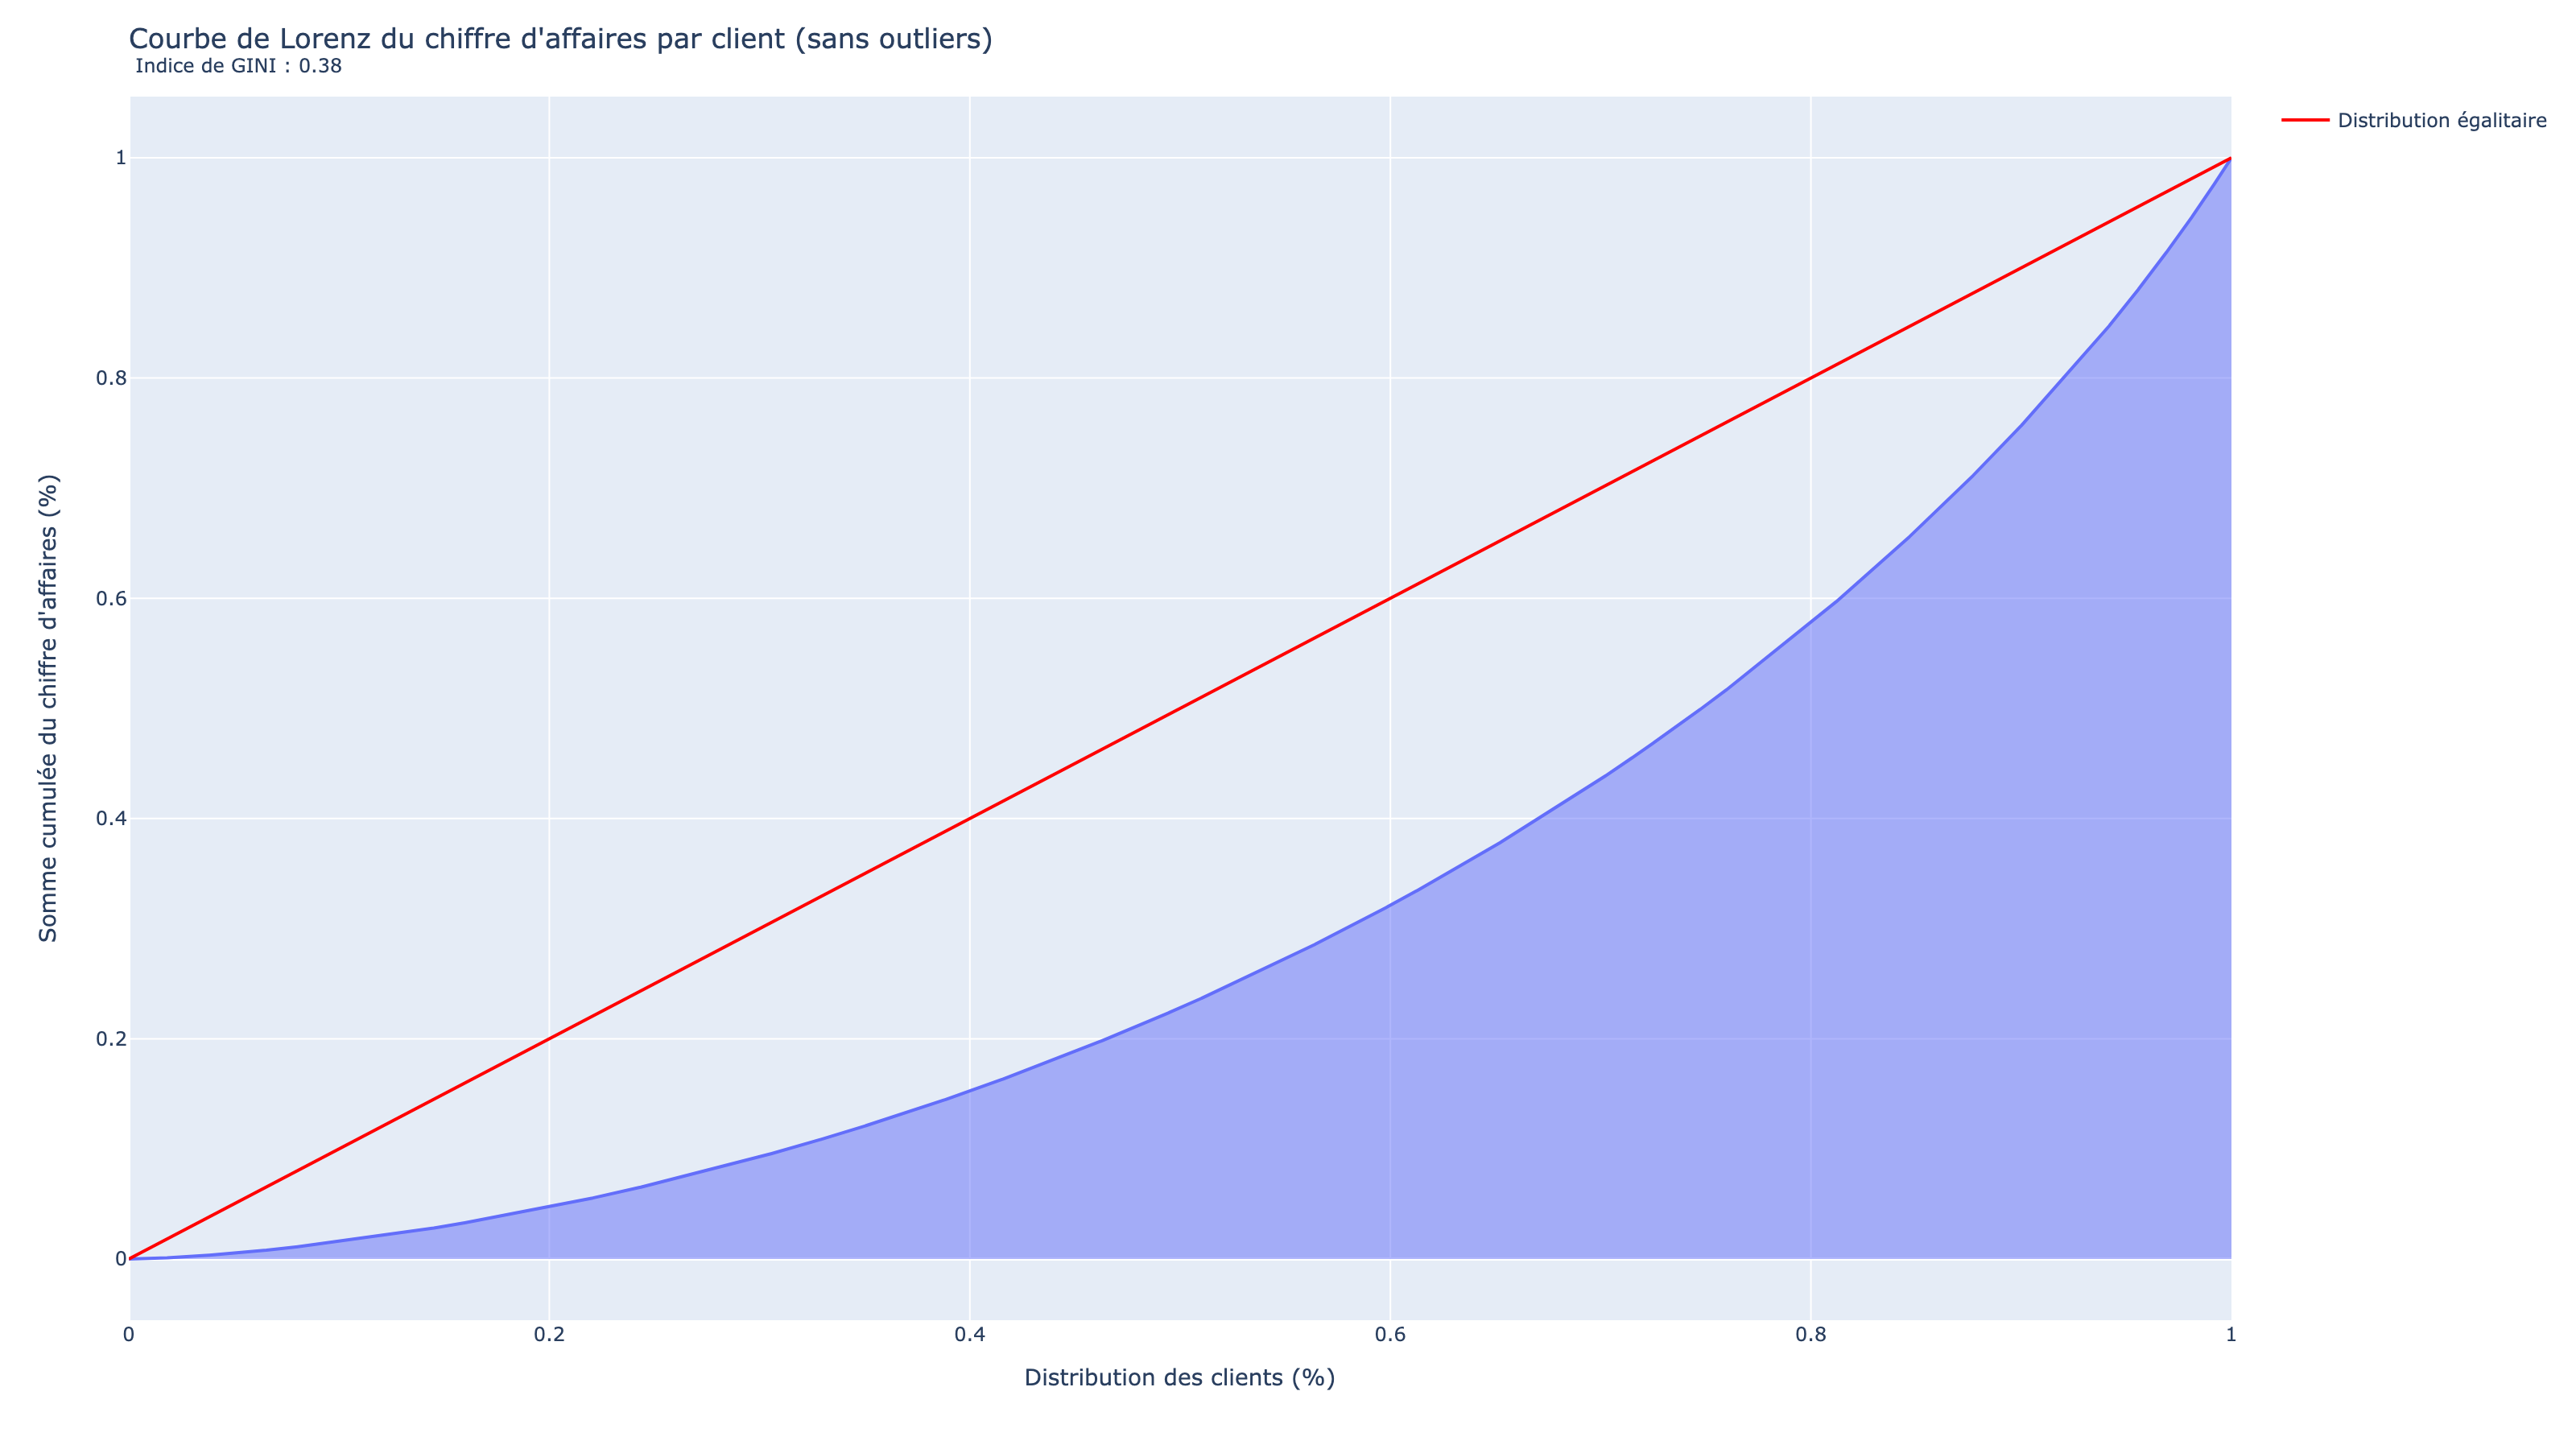 Courbe de Lorenz du chiffre d'affaires par client (sans outliers)
Indice de GINI : 0.38
Distribution égalitaire
Somme cumulée du chiffre d'affaires (%)
1
0.8
0.6
0.4
0.2
0
0 0.2 0.4 0.6 0.8 1
Distribution des clients (%)